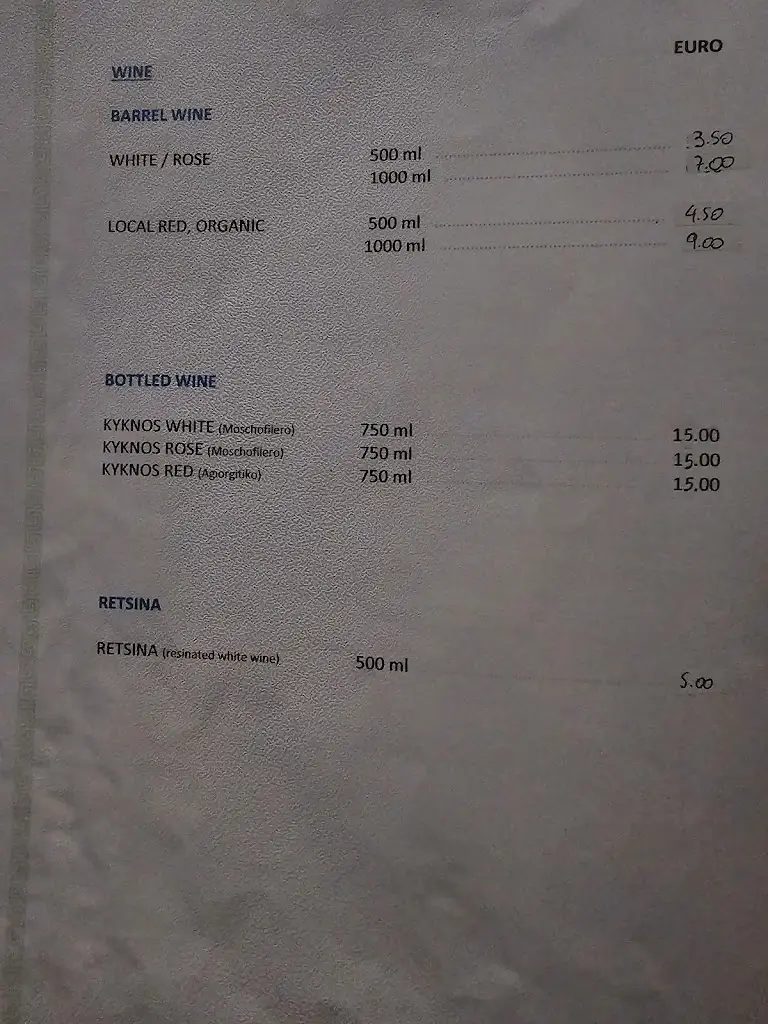 EURO
WINE
BARREL WINE
WHITE / ROSE 500 ml 3.50
1000 ml 7.00
LOCAL RED, ORGANIC 500 ml 4.50
1000 ml 9.00
BOTTLED WINE
KYKNOS WHITE (Moschofilero) 750 ml 15.00
KYKNOS ROSE (Moschofilero) 750 ml 15.00
KYKNOS RED (Agiorgitiko) 750 ml 15.00
RETSINA
RETSINA (resinated white wine) 500 ml 5.00